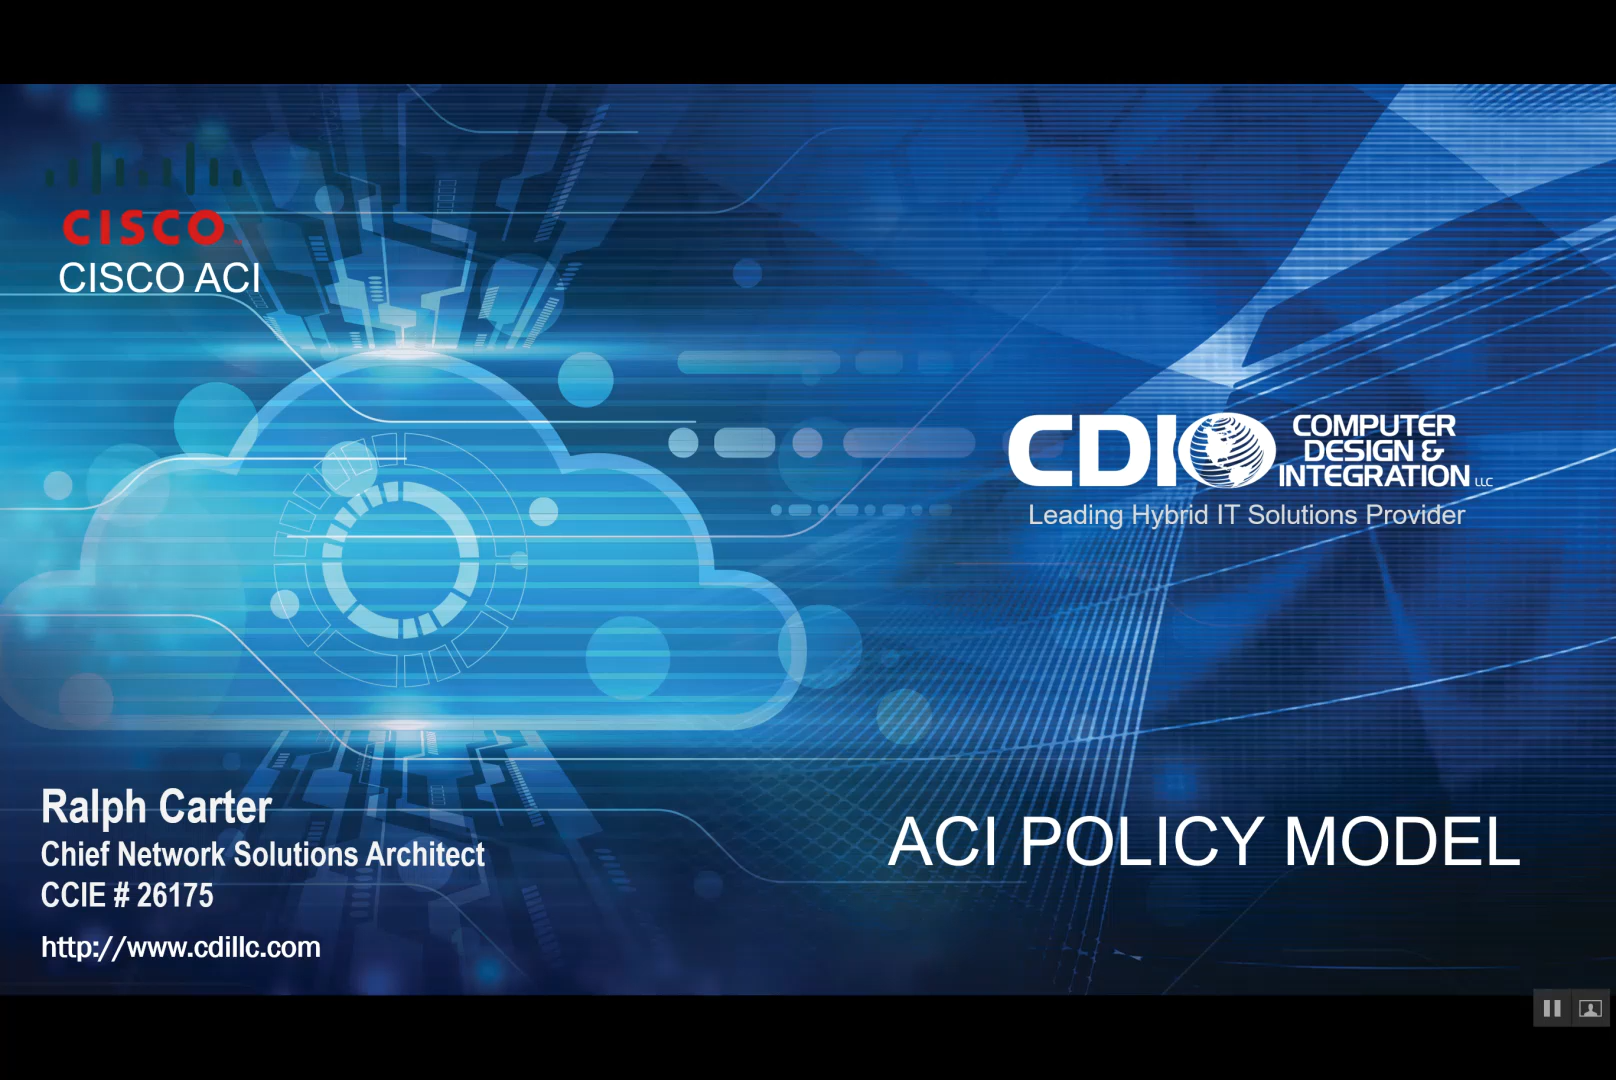 CISCO
CISCO ACI
CDI
COMPUTER
DESIGN &
INTEGRATION LLC
Leading Hybrid IT Solutions Provider
Ralph Carter
Chief Network Solutions Architect
CCIE # 26175
http://www.cdillc.com
ACI POLICY MODEL